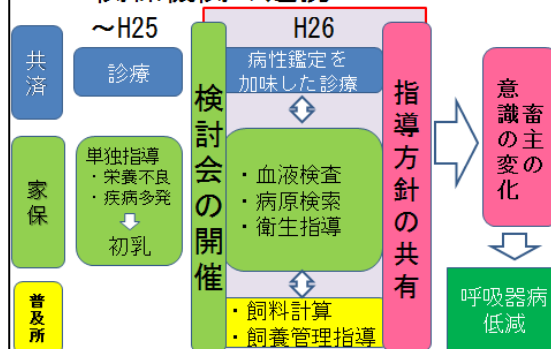 ~H25
H26
共済
診療
病性鑑定を
加味した診療
検討会の開催
指導方針の共有
家保
単独指導
・栄養不良
・疾病多発
初乳
・血液検査
・病原検索
・衛生指導
普及所
・飼料計算
・飼養管理指導
畜主の
意識の変化
呼吸器病
低減